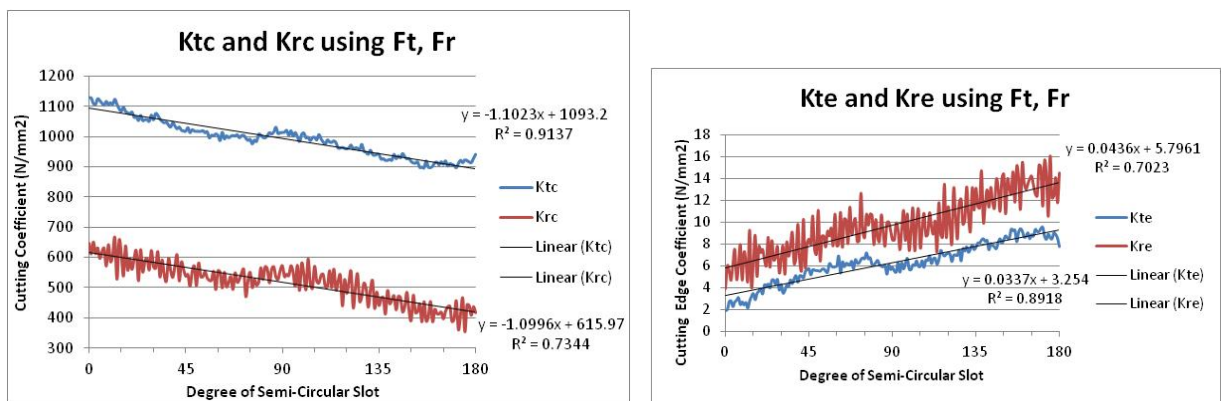 Ktc and Krc using Ft, Fr
Cutting Coefficient (N/mm2)
1200
1100
1000
900
800
700
600
500
400
300
y = -1.1023x + 1093.2
R² = 0.9137
Ktc
Krc
Linear (Ktc)
Linear (Krc)
y = -1.0996x + 615.97
R² = 0.7344
0
45
90
135
180
Degree of Semi-Circular Slot
Kte and Kre using Ft, Fr
Cutting Edge Coefficient (N/mm2)
18
16
14
12
10
8
6
4
2
0
y = 0.0436x + 5.7961
R² = 0.7023
Kte
Kre
Linear (Kte)
Linear (Kre)
y = 0.0337x + 3.254
R² = 0.8918
0
45
90
135
180
Degree of Semi-Circular Slot